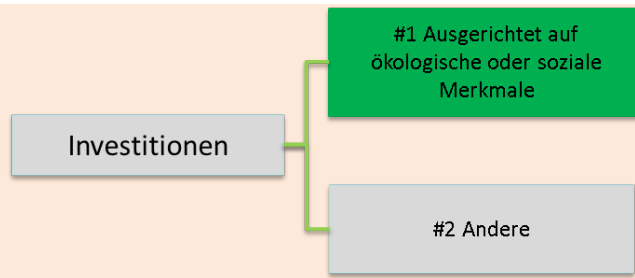 #1 Ausgerichtet auf
ökologische oder soziale
Merkmale
Investitionen
#2 Andere